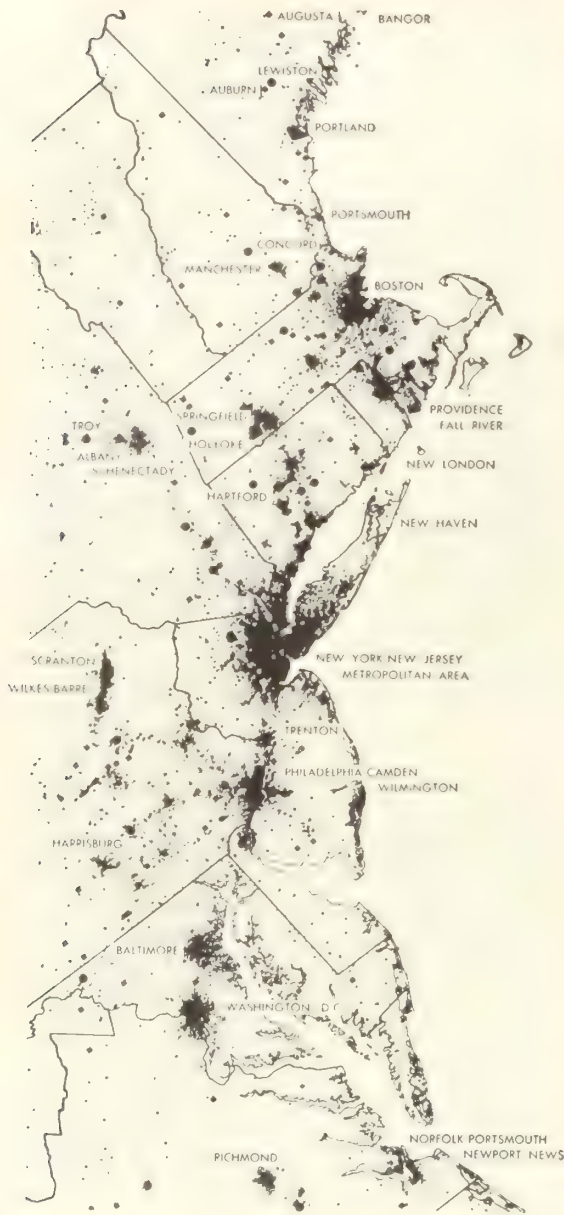 AUGUSTA
BANGOR
LEWISTON
AUBURN
PORTLAND
PORTSMOUTH
CONCORD
MANCHESTER
BOSTON
SPRINGFIELD
PROVIDENCE
FALL RIVER
TROY
HOLYOKE
ALBANY
SCHENECTADY
NEW LONDON
HARTFORD
NEW HAVEN
SCRANTON
NEW YORK NEW JERSEY
METROPOLITAN AREA
WILKES-BARRE
TRENTON
PHILADELPHIA CAMDEN
WILMINGTON
HARRISBURG
BALTIMORE
WASHINGTON D C
NORFOLK PORTSMOUTH
NEWPORT NEWS
RICHMOND